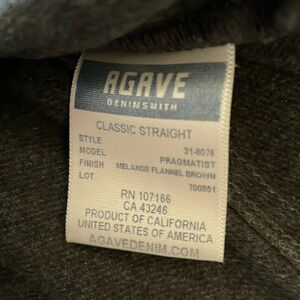 AGAVE
DENIMSMITH
CLASSIC STRAIGHT
STYLE 31-8076
MODEL PRAGMATIST
FINISH MELANGE FLANNEL BROWN
LOT 700851
RN 107166
CA 43246
PRODUCT OF CALIFORNIA
UNITED STATES OF AMERICA
AGAVEDENIM.COM